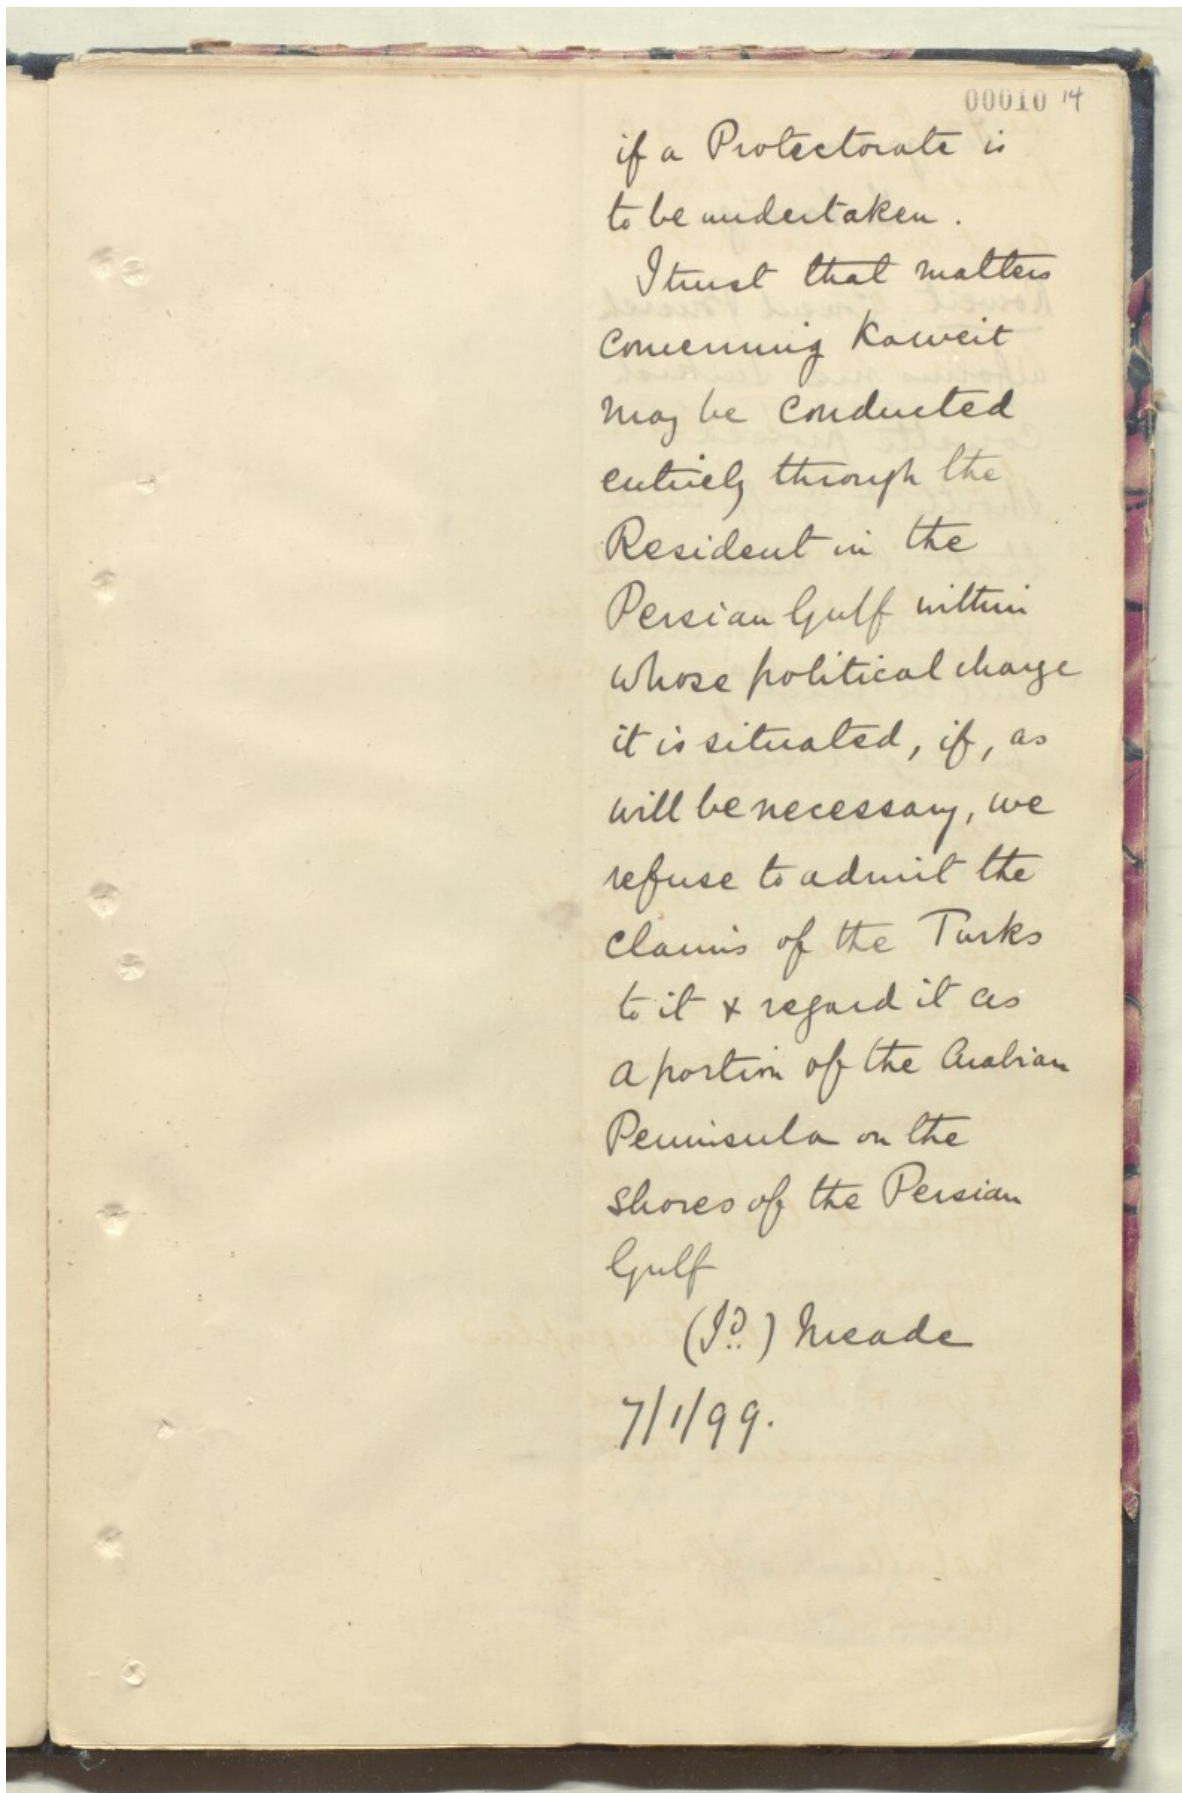 00010 14
if a Protectorate is
to be undertaken.
I trust that matters
concerning Koweit
may be conducted
entirely through the
Resident in the
Persian Gulf within
whose political charge
it is situated, if, as
will be necessary, we
refuse to admit the
claims of the Turks
to it & regard it as
a portion of the Arabian
Peninsula on the
shores of the Persian
Gulf
(Sd.) Meade
7/1/99.